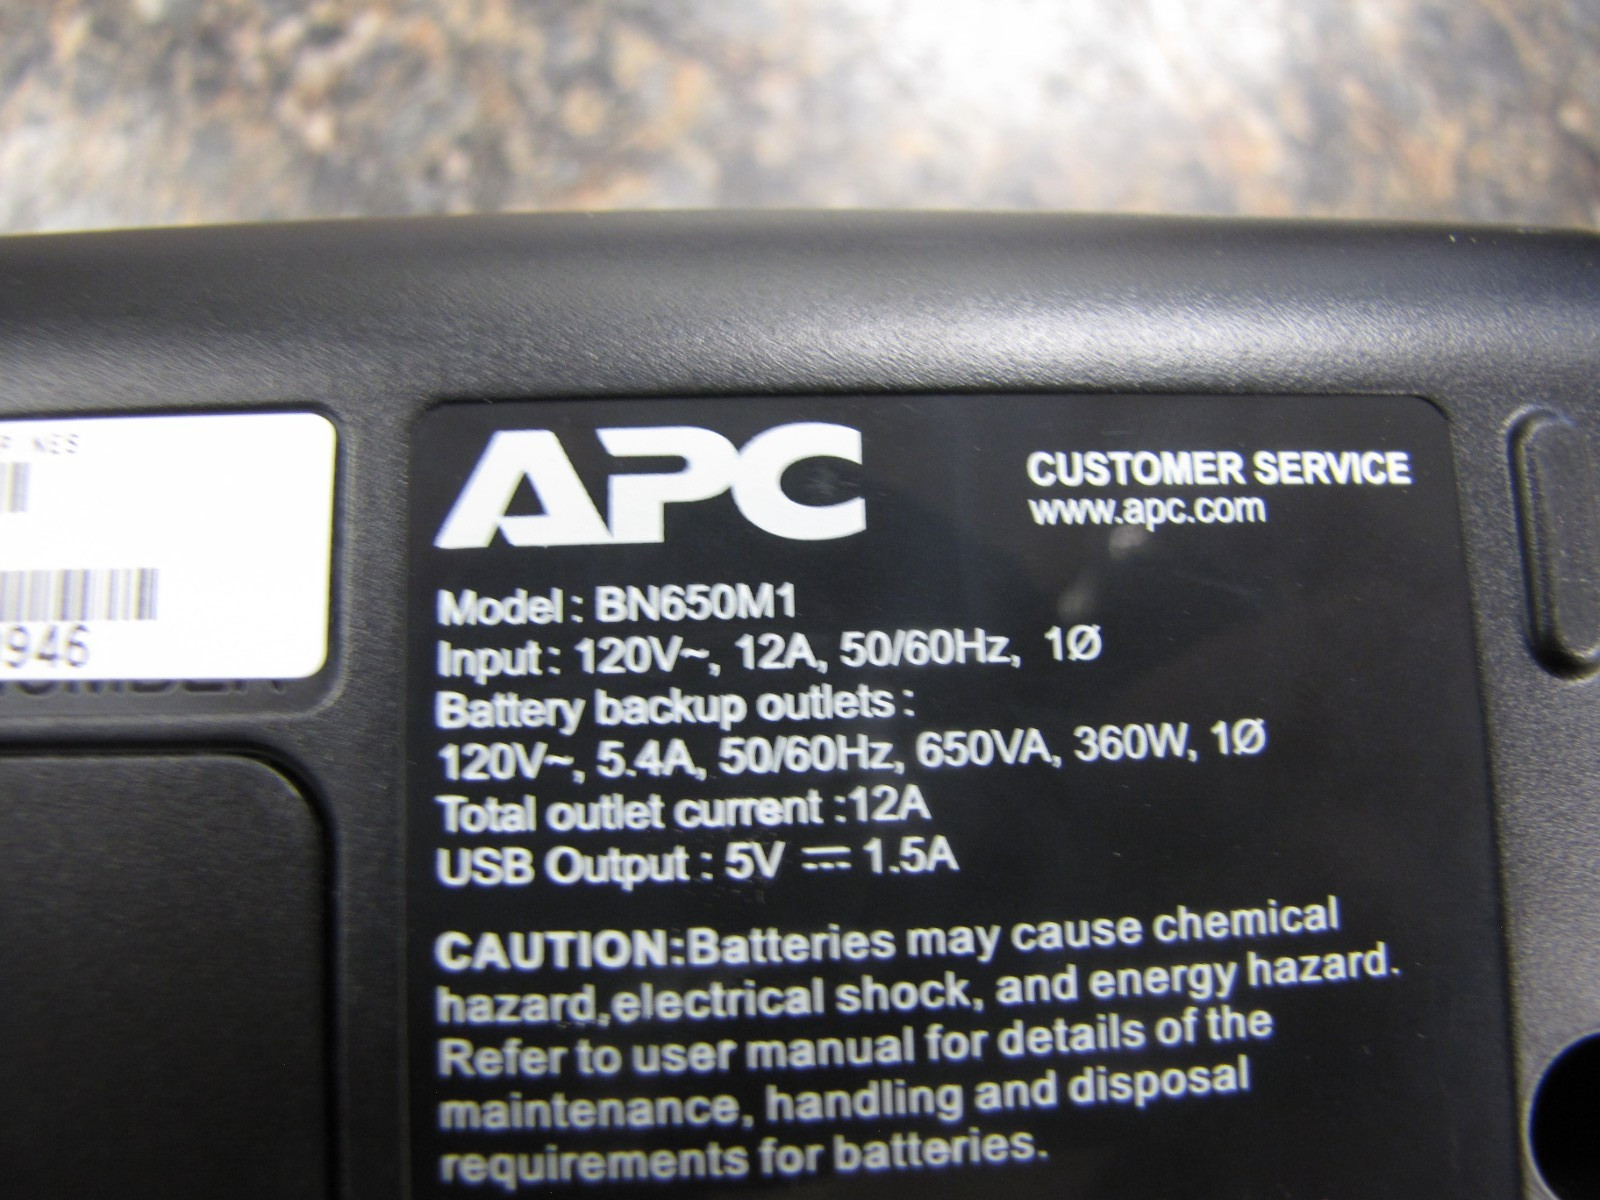 APC
CUSTOMER SERVICE
www.apc.com
Model : BN650M1
Input : 120V~, 12A, 50/60Hz, 1Ø
Battery backup outlets :
120V~, 5.4A, 50/60Hz, 650VA, 360W, 1Ø
Total outlet current :12A
USB Output : 5V ⎓ 1.5A
CAUTION:Batteries may cause chemical
hazard,electrical shock, and energy hazard.
Refer to user manual for details of the
maintenance, handling and disposal
requirements for batteries.
946